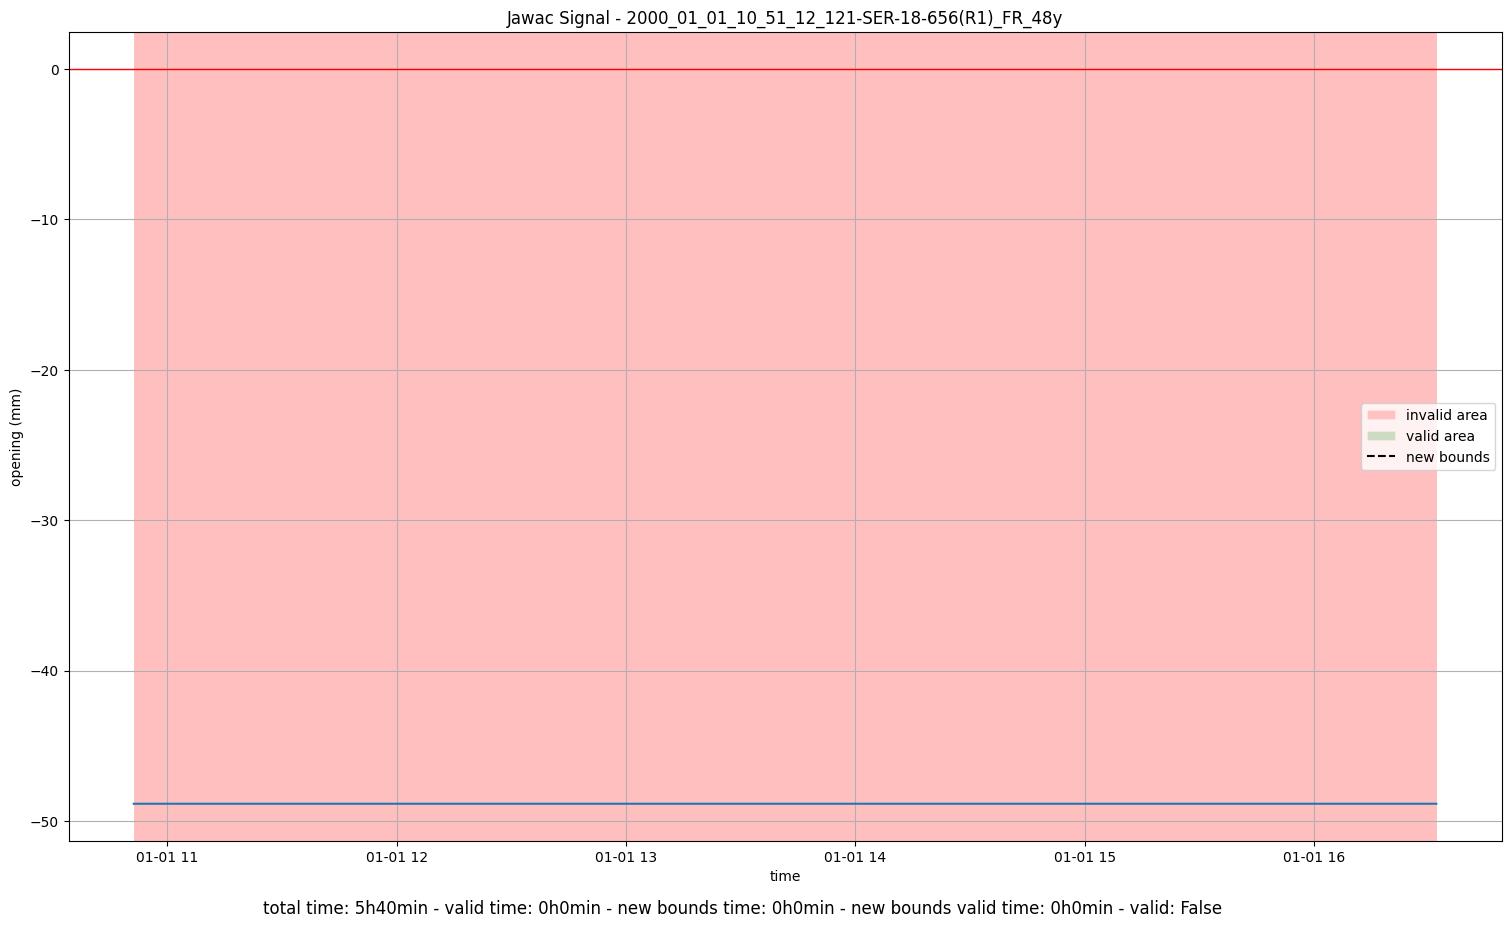 Jawac Signal - 2000_01_01_10_51_12_121-SER-18-656(R1)_FR_48y
0
−10
−20
−30
−40
−50
opening (mm)
invalid area
valid area
new bounds
01-01 11
01-01 12
01-01 13
01-01 14
01-01 15
01-01 16
time
total time: 5h40min - valid time: 0h0min - new bounds time: 0h0min - new bounds valid time: 0h0min - valid: False